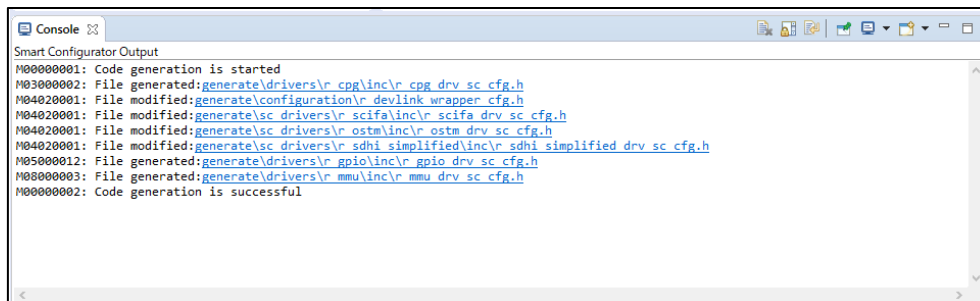 Console
Smart Configurator Output
M00000001: Code generation is started
M03000002: File generated:generate\drivers\r_cpg\inc\r_cpg_drv_sc_cfg.h
M04020001: File modified:generate\configuration\r_devlink_wrapper_cfg.h
M04020001: File modified:generate\sc_drivers\r_scifa\inc\r_scifa_drv_sc_cfg.h
M04020001: File modified:generate\sc_drivers\r_ostm\inc\r_ostm_drv_sc_cfg.h
M04020001: File modified:generate\sc_drivers\r_sdhi_simplified\inc\r_sdhi_simplified_drv_sc_cfg.h
M05000012: File generated:generate\drivers\r_gpio\inc\r_gpio_drv_sc_cfg.h
M08000003: File generated:generate\drivers\r_mmu\inc\r_mmu_drv_sc_cfg.h
M00000002: Code generation is successful